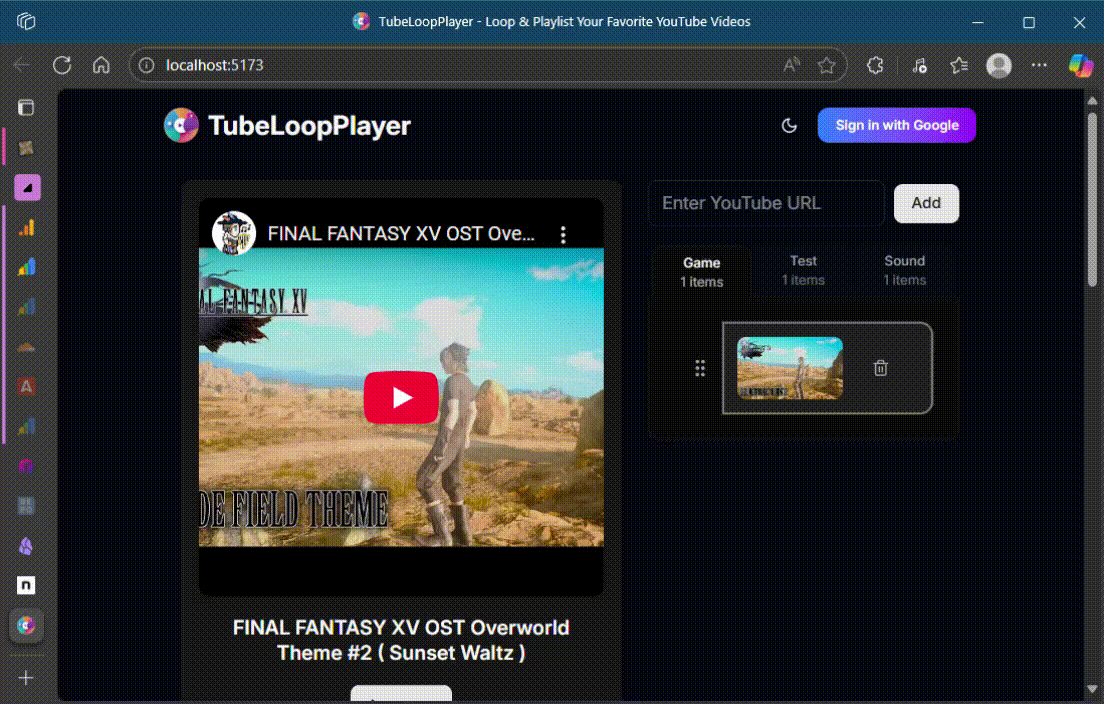 TubeLoopPlayer - Loop & Playlist Your Favorite YouTube Videos
localhost:5173
TubeLoopPlayer
Sign in with Google
FINAL FANTASY XV OST Ove...
AL FANTASY XV
DE FIELD THEME
FINAL FANTASY XV OST Overworld
Theme #2 ( Sunset Waltz )
Enter YouTube URL
Add
Game
1 items
Test
1 items
Sound
1 items